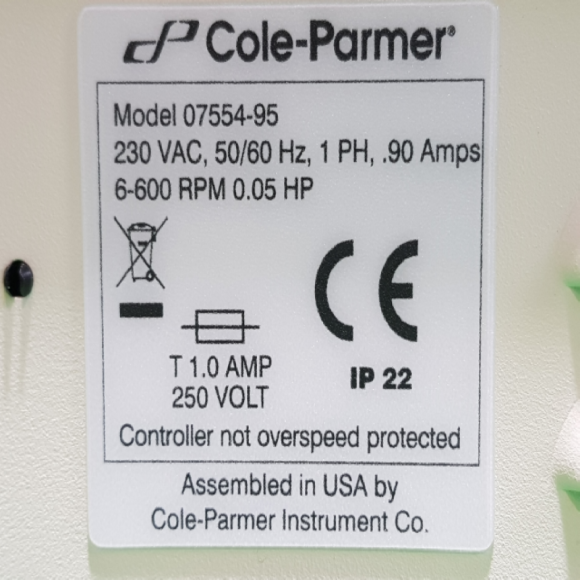 Cole-Parmer®
Model 07554-95
230 VAC, 50/60 Hz, 1 PH, .90 Amps
6-600 RPM 0.05 HP
CE
T 1.0 AMP
250 VOLT
IP 22
Controller not overspeed protected
Assembled in USA by
Cole-Parmer Instrument Co.